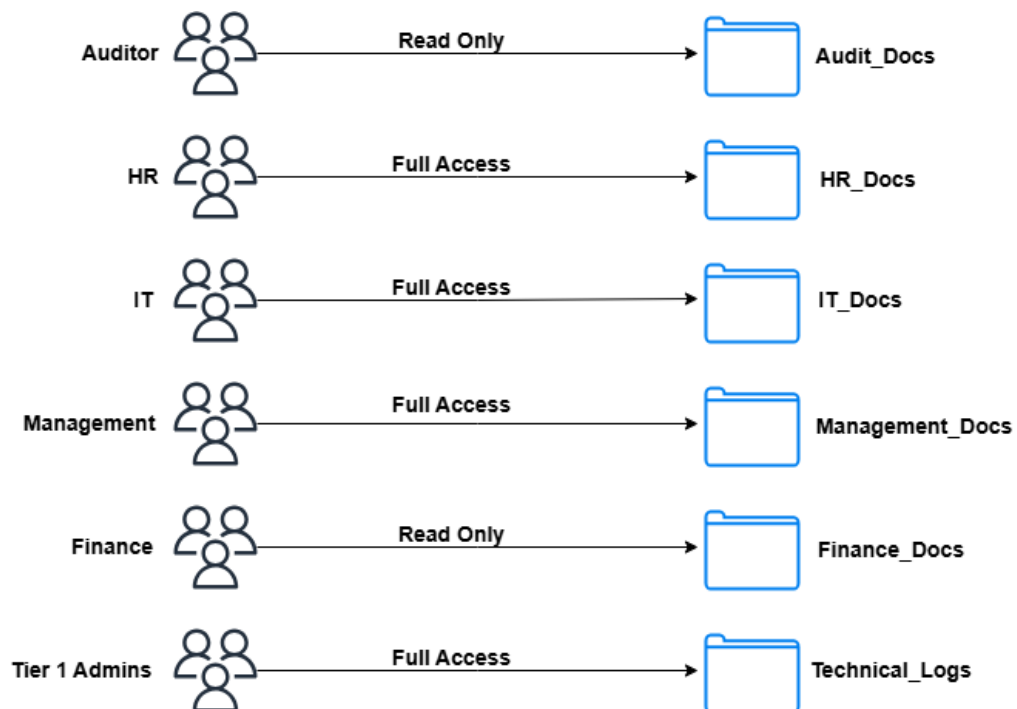 Auditor
Read Only
Audit_Docs
HR
Full Access
HR_Docs
IT
Full Access
IT_Docs
Management
Full Access
Management_Docs
Finance
Read Only
Finance_Docs
Tier 1 Admins
Full Access
Technical_Logs